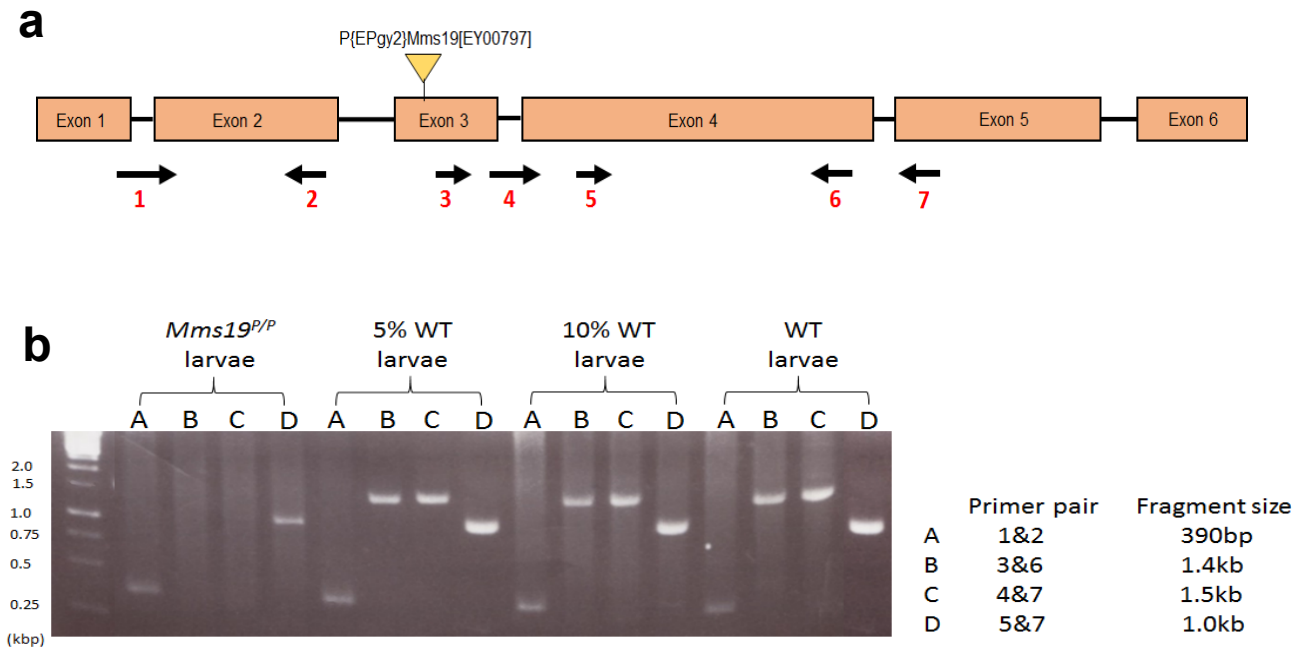 a
P{EPgy2}Mms19[EY00797]
Exon 1 Exon 2 Exon 3 Exon 4 Exon 5 Exon 6
1 2 3 4 5 6 7
b
Mms19P/P larvae
5% WT larvae
10% WT larvae
WT larvae
A B C D A B C D A B C D A B C D
2.0
1.5
1.0
0.75
0.5
0.25
(kbp)
Primer pair Fragment size
A 1&2 390bp
B 3&6 1.4kb
C 4&7 1.5kb
D 5&7 1.0kb